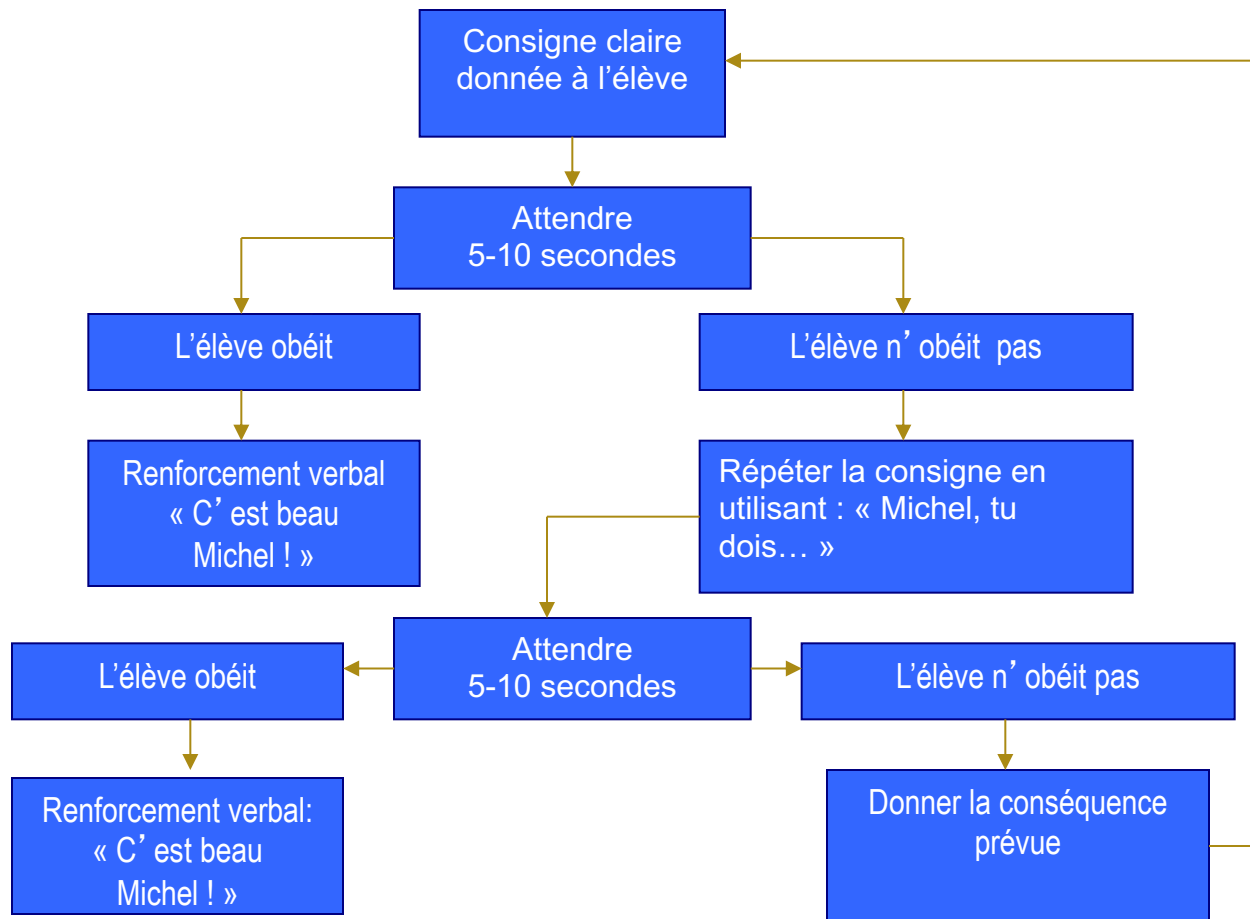 Consigne claire
donnée à l’élève
Attendre
5-10 secondes
L’élève obéit
L’élève n’ obéit  pas
Renforcement verbal
« C’ est beau
Michel ! »
Répéter la consigne en
utilisant : « Michel, tu
dois… »
Attendre
5-10 secondes
L’élève obéit
L’élève n’ obéit pas
Renforcement verbal:
« C’ est beau
Michel ! »
Donner la conséquence
prévue